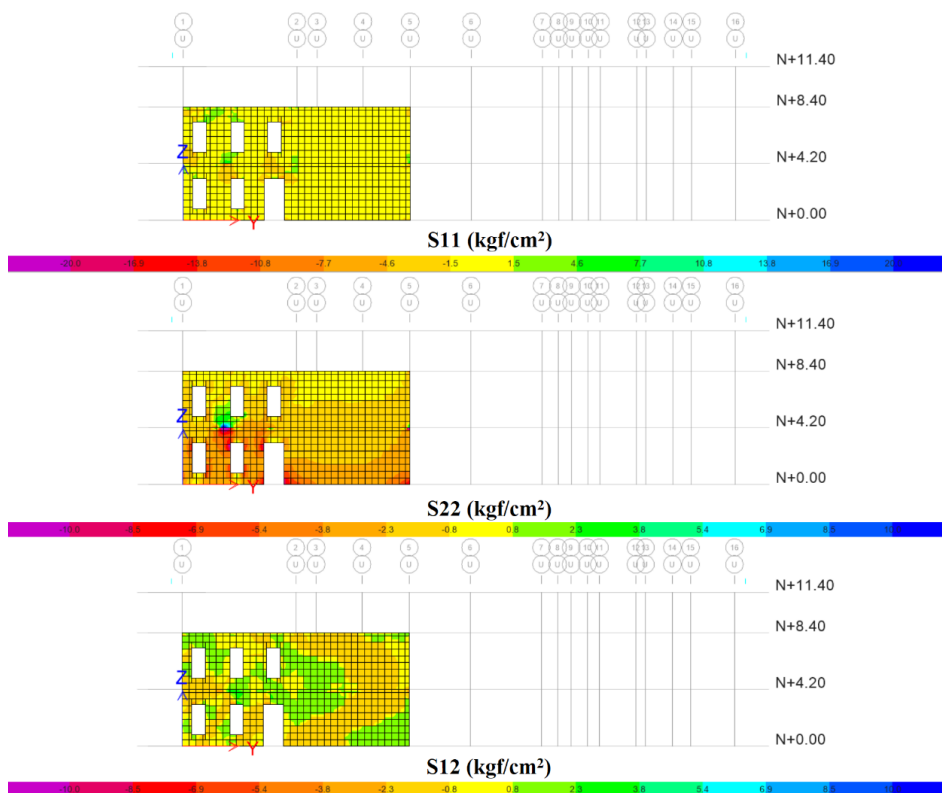 1 2 3 4 5 6 7 8 9 10 11 12 13 14 15 16
U U U U U U U U U U U U U U U U
N+11.40
N+8.40
Z
N+4.20
N+0.00
Y
S11 (kgf/cm²)
-20.0 -16.9 -13.8 -10.8 -7.7 -4.6 -1.5 1.5 4.6 7.7 10.8 13.8 16.9
1 2 3 4 5 6 7 8 9 10 11 12 13 14 15 16
U U U U U U U U U U U U U U U U
N+11.40
N+8.40
Z
N+4.20
N+0.00
Y
S22 (kgf/cm²)
-10.0 -8.5 -6.9 -5.4 -3.8 -2.3 -0.8 0.8 2.3 3.8 5.4 6.9 8.5
1 2 3 4 5 6 7 8 9 10 11 12 13 14 15 16
U U U U U U U U U U U U U U U U
N+11.40
N+8.40
Z
N+4.20
N+0.00
Y
S12 (kgf/cm²)
-10.0 -8.5 -6.9 -5.4 -3.8 -2.3 -0.8 0.8 2.3 3.8 5.4 6.9 8.5